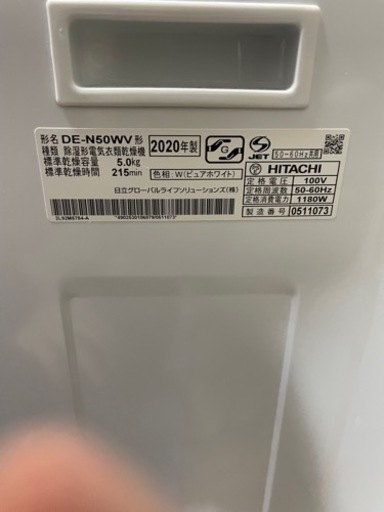 形名 DE-N50WV 形
種類 除湿形電気衣類乾燥機
標準乾燥容量 5.0kg
標準乾燥時間 215min
2020年製
色相:W(ピュアホワイト)
日立グローバルライフソリューションズ(株)
G
S
JET
50-60Hz共用
HITACHI
定格電圧 100V
定格周波数 50-60Hz
定格消費電力 1180W
製造番号 0511073